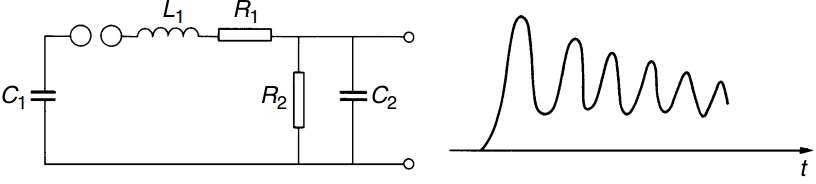 L₁
R₁
C₁
R₂
C₂
t